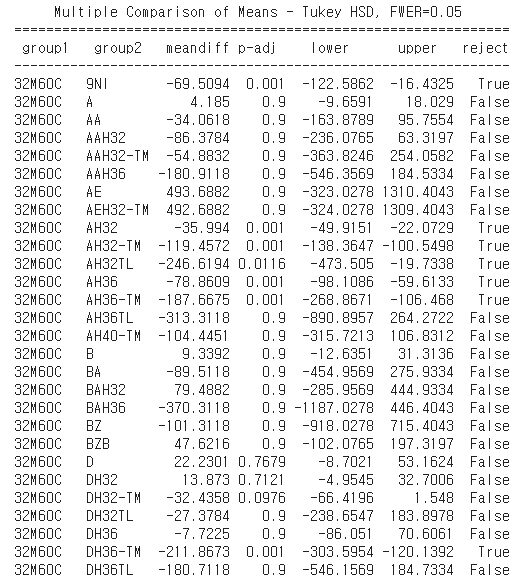 Multiple Comparison of Means - Tukey HSD, FWER=0.05
================================================================
group1 group2 meandiff p-adj lower upper reject
----------------------------------------------------------------
32M60C 9NI -69.5094 0.001 -122.5862 -16.4325 True
32M60C A 4.185 0.9 -9.6591 18.029 False
32M60C AA -34.0618 0.9 -163.8789 95.7554 False
32M60C AAH32 -86.3784 0.9 -236.0765 63.3197 False
32M60C AAH32-TM -54.8832 0.9 -363.8246 254.0582 False
32M60C AAH36 -180.9118 0.9 -546.3569 184.5334 False
32M60C AE 493.6882 0.9 -323.0278 1310.4043 False
32M60C AEH32-TM 492.6882 0.9 -324.0278 1309.4043 False
32M60C AH32 -35.994 0.001 -49.9151 -22.0729 True
32M60C AH32-TM -119.4572 0.001 -138.3647 -100.5498 True
32M60C AH32TL -246.6194 0.0116 -473.505 -19.7338 True
32M60C AH36 -78.8609 0.001 -98.1086 -59.6133 True
32M60C AH36-TM -187.6675 0.001 -268.8671 -106.468 True
32M60C AH36TL -313.3118 0.9 -890.8957 264.2722 False
32M60C AH40-TM -104.4451 0.9 -315.7213 106.8312 False
32M60C B 9.3392 0.9 -12.6351 31.3136 False
32M60C BA -89.5118 0.9 -454.9569 275.9334 False
32M60C BAH32 79.4882 0.9 -285.9569 444.9334 False
32M60C BAH36 -370.3118 0.9 -1187.0278 446.4043 False
32M60C BZ -101.3118 0.9 -918.0278 715.4043 False
32M60C BZB 47.6216 0.9 -102.0765 197.3197 False
32M60C D 22.2301 0.7679 -8.7021 53.1624 False
32M60C DH32 13.873 0.7121 -4.9545 32.7006 False
32M60C DH32-TM -32.4358 0.0976 -66.4196 1.548 False
32M60C DH32TL -27.3784 0.9 -238.6547 183.8978 False
32M60C DH36 -7.7225 0.9 -86.051 70.6061 False
32M60C DH36-TM -211.8673 0.001 -303.5954 -120.1392 True
32M60C DH36TL -180.7118 0.9 -546.1569 184.7334 False